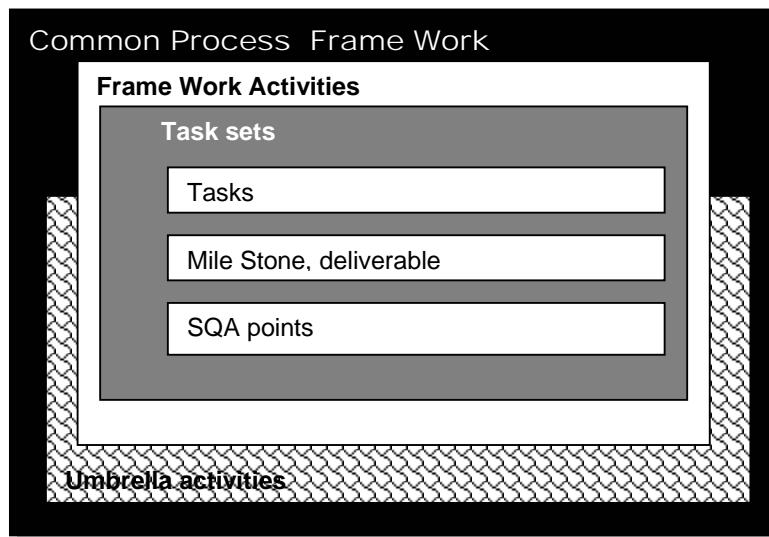 Common Process Frame Work
Frame Work Activities
Task sets
Tasks
Mile Stone, deliverable
SQA points
Umbrella activities